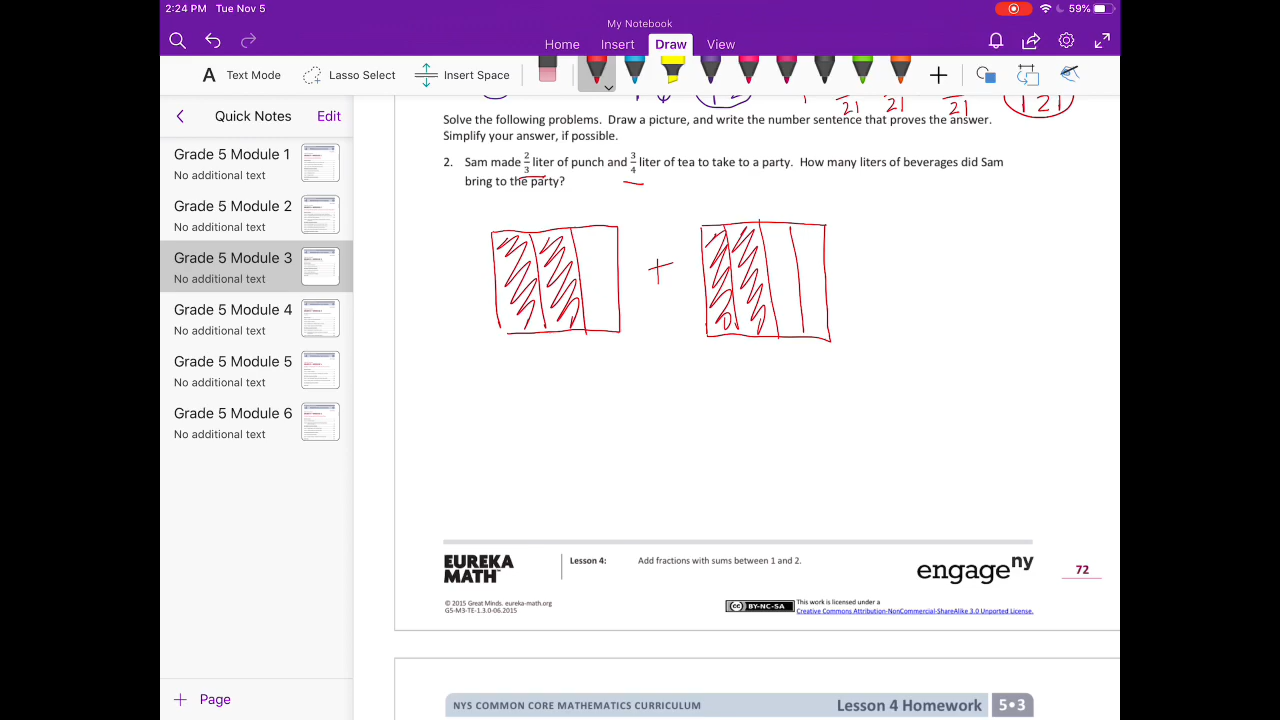 2:24 PM Tue Nov 5
59%
My Notebook
Home Insert Draw View
A Text Mode Lasso Select Insert Space
Quick Notes Edit
Grade 5 Module 1
No additional text
Grade 5 Module 2
No additional text
Grade 5 Module 3
No additional text
Grade 5 Module 4
No additional text
Grade 5 Module 5
No additional text
Grade 5 Module 6
No additional text
+ Page
21 21 21 1 21
Solve the following problems. Draw a picture, and write the number sentence that proves the answer.
Simplify your answer, if possible.
2. Sam made 2/3 liter of punch and 3/4 liter of tea to take to a party. How many liters of beverages did Sam
bring to the party?
+
EUREKA
MATH™
Lesson 4: Add fractions with sums between 1 and 2.
engage ny
72
© 2015 Great Minds. eureka-math.org
G5-M3-TE-1.3.0-06.2015
cc BY-NC-SA
This work is licensed under a
Creative Commons Attribution-NonCommercial-ShareAlike 3.0 Unported License.
NYS COMMON CORE MATHEMATICS CURRICULUM
Lesson 4 Homework 5•3